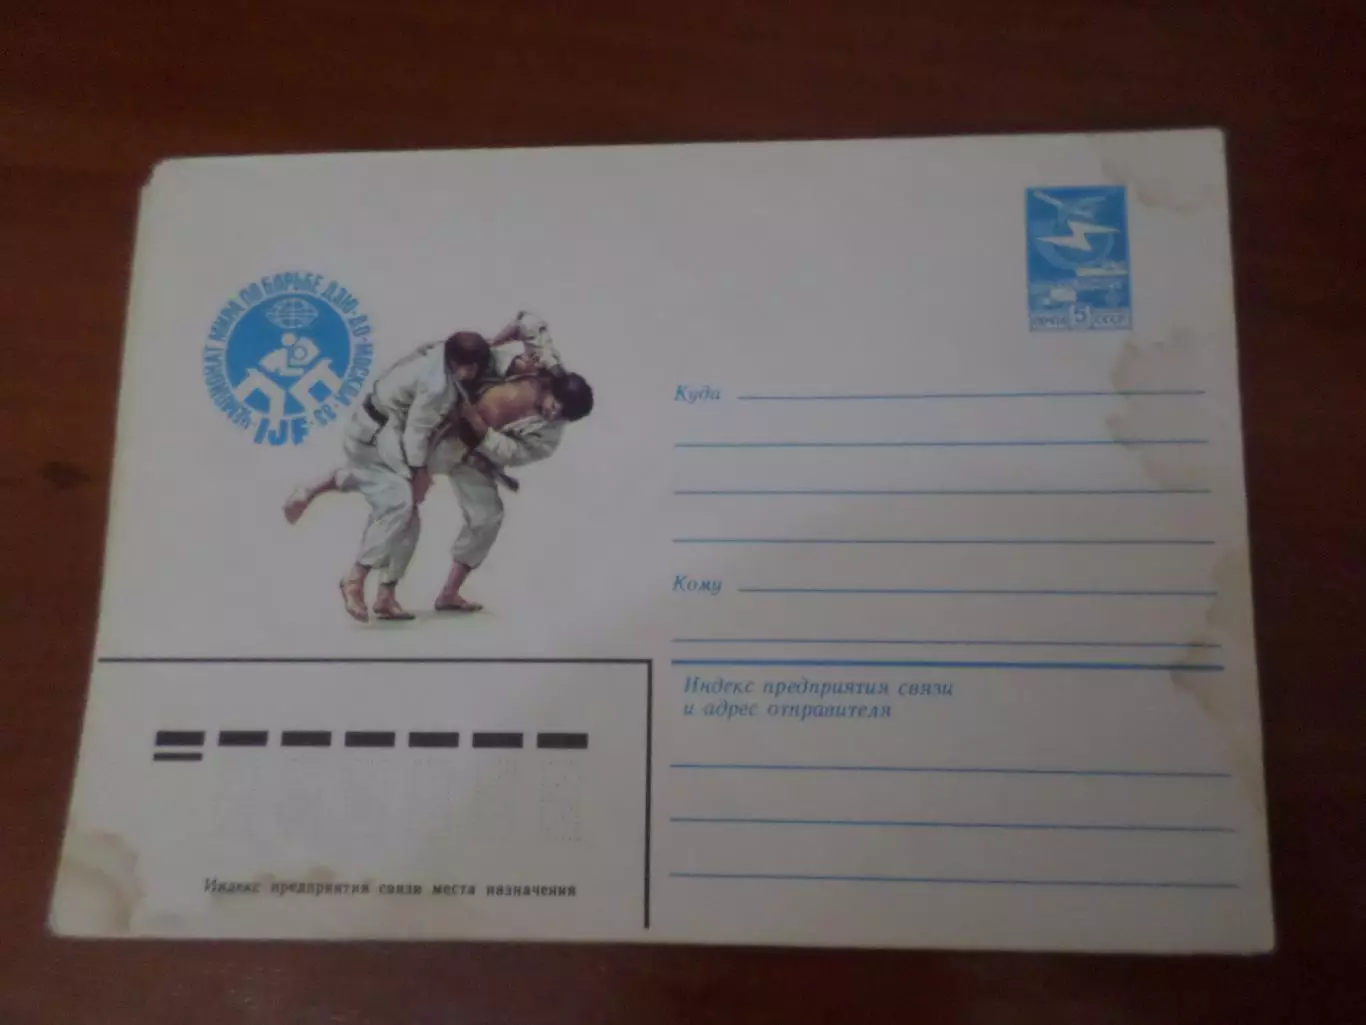 ЧЕМПИОНАТ МИРА ПО БОРЬБЕ ДЗЮ-ДО·МОСКВА·83·
IJF
ПОЧТА 5 СССР
Куда
Кому
Индекс предприятия связи
и адрес отправителя
Индекс предприятия связи места назначения